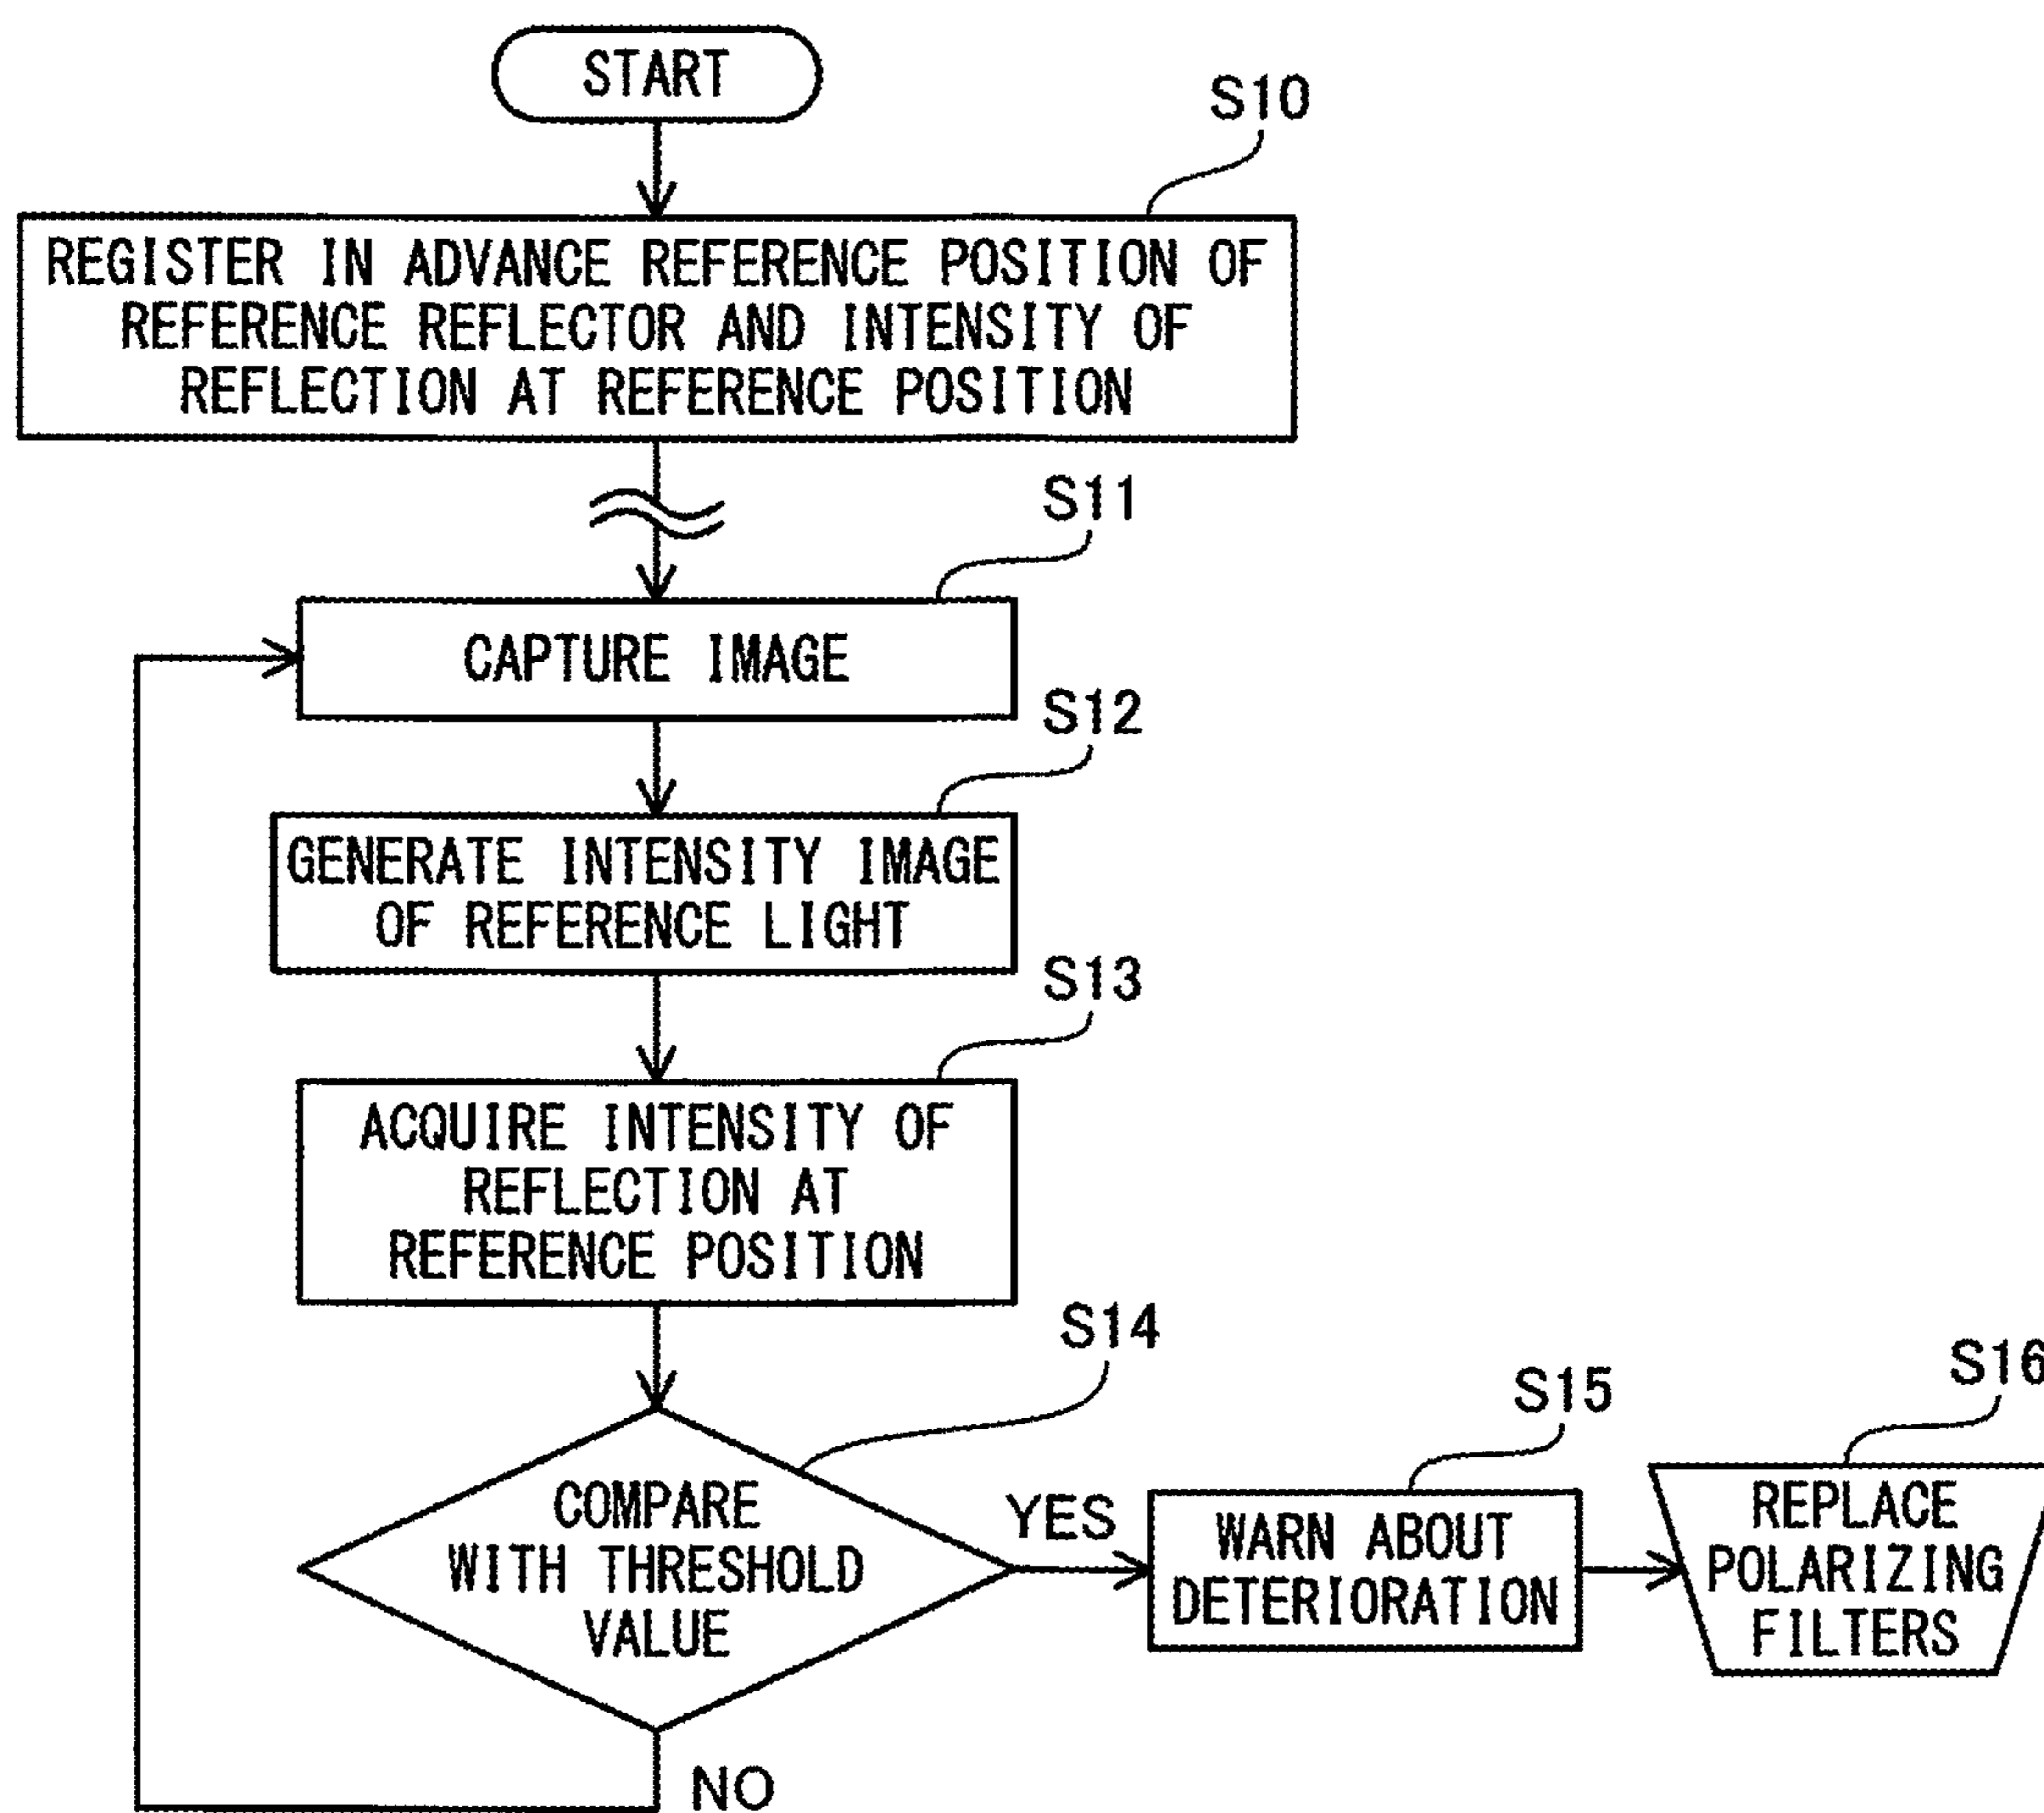 START
S10
REGISTER IN ADVANCE REFERENCE POSITION OF
REFERENCE REFLECTOR AND INTENSITY OF
REFLECTION AT REFERENCE POSITION
S11
CAPTURE IMAGE
S12
GENERATE INTENSITY IMAGE
OF REFERENCE LIGHT
S13
ACQUIRE INTENSITY OF
REFLECTION AT
REFERENCE POSITION
S14
COMPARE
WITH THRESHOLD
VALUE
YES
NO
S15
WARN ABOUT
DETERIORATION
S16
REPLACE
POLARIZING
FILTERS